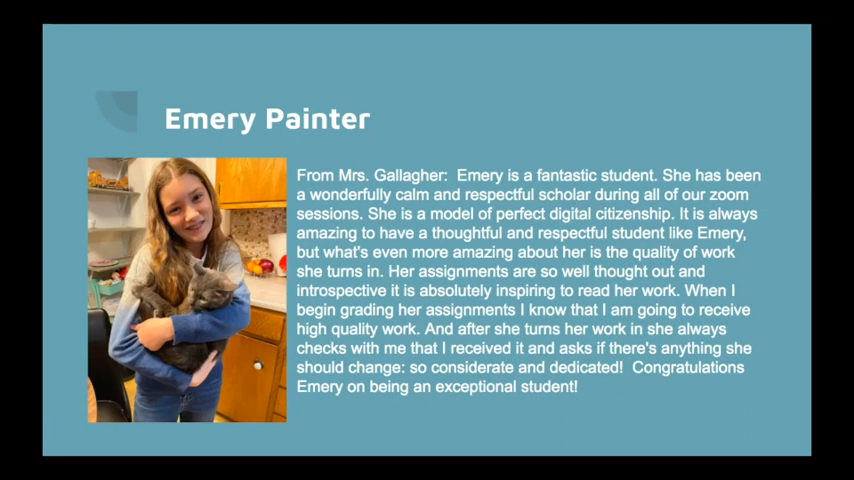 Emery Painter
From Mrs. Gallagher:  Emery is a fantastic student. She has been
a wonderfully calm and respectful scholar during all of our zoom
sessions. She is a model of perfect digital citizenship. It is always
amazing to have a thoughtful and respectful student like Emery,
but what's even more amazing about her is the quality of work
she turns in. Her assignments are so well thought out and
introspective it is absolutely inspiring to read her work. When I
begin grading her assignments I know that I am going to receive
high quality work. And after she turns her work in she always
checks with me that I received it and asks if there's anything she
should change: so considerate and dedicated!  Congratulations
Emery on being an exceptional student!